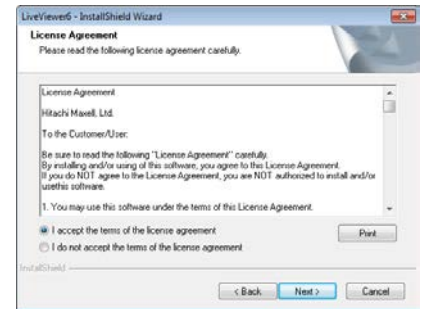 LiveViewer6 - InstallShield Wizard
License Agreement
Please read the following license agreement carefully.
License Agreement
Hitachi Maxell, Ltd.
To the Customer/User:
Be sure to read the following "License Agreement" carefully.
By installing and/or using of this software, you agree to this License Agreement.
If you do NOT agree to the License Agreement, you are NOT authorized to install and/or
usethis software.
1. You may use this software under the terms of this License Agreement.
I accept the terms of the license agreement
Print
I do not accept the terms of the license agreement
InstallShield
< Back
Next >
Cancel